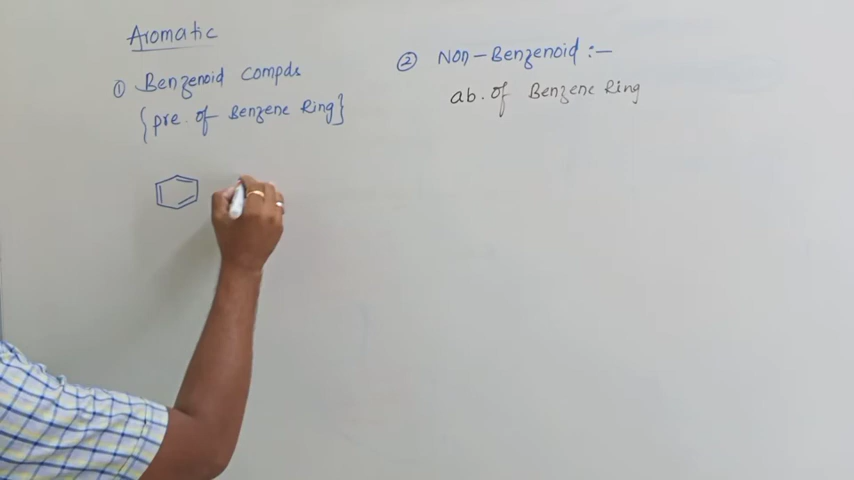 Aromatic
① Benzenoid Compds
{pre. of Benzene Ring}
② Non-Benzenoid :-
ab. of Benzene Ring